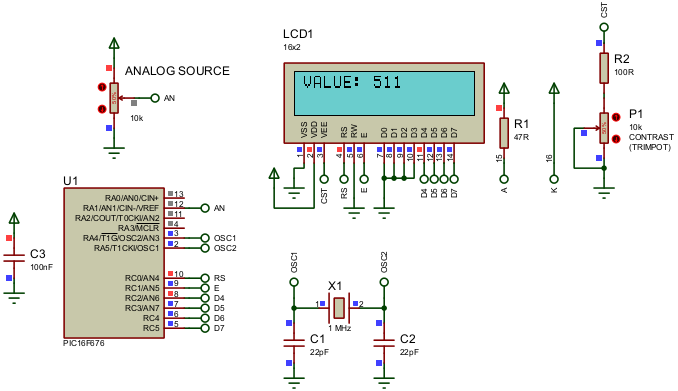 LCD1
16x2
VALUE: 511
VSS VDD VEE RS RW E D0 D1 D2 D3 D4 D5 D6 D7
1 2 3 4 5 6 7 8 9 10 11 12 13 14
CST RS E D4 D5 D6 D7
ANALOG SOURCE
50%
AN
10k
R1
47R
15
A
16
K
CST
R2
100R
P1
10k
CONTRAST
(TRIMPOT)
50%
U1
RA0/AN0/CIN+ 13
RA1/AN1/CIN-/VREF 12 AN
RA2/COUT/T0CKI/AN2 11
RA3/MCLR 4
RA4/T1G/OSC2/AN3 3 OSC1
RA5/T1CKI/OSC1 2 OSC2
RC0/AN4 10 RS
RC1/AN5 9 E
RC2/AN6 8 D4
RC3/AN7 7 D5
RC4 6 D6
RC5 5 D7
PIC16F676
C3
100nF
OSC1
OSC2
X1
1 2
1 MHz
C1
22pF
C2
22pF